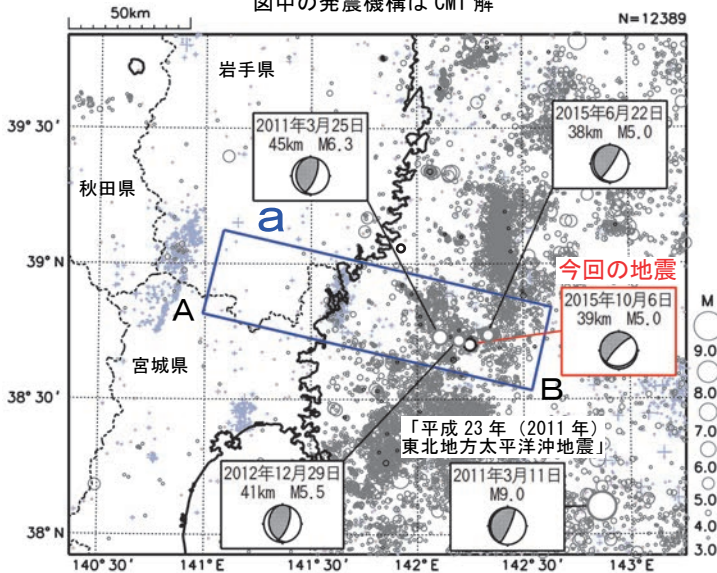 図中の発震機構は CMT 解
50km
N=12389
岩手県
2011年3月25日
45km M6.3
2015年6月22日
38km M5.0
39°30'
秋田県
a
39°N
今回の地震
2015年10月6日
39km M5.0
A
M
宮城県
B
9.0
38°30'
8.0
「平成 23 年 (2011 年)
東北地方太平洋沖地震」
7.0
2012年12月29日
41km M5.5
2011年3月11日
M9.0
6.0
5.0
4.0
38°N
3.0
140°30'
141°E
141°30'
142°E
142°30'
143°E